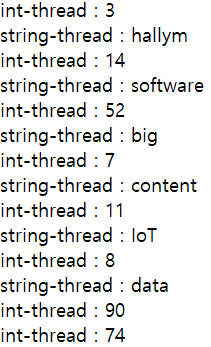 int-thread : 3
string-thread : hallym
int-thread : 14
string-thread : software
int-thread : 52
string-thread : big
int-thread : 7
string-thread : content
int-thread : 11
string-thread : IoT
int-thread : 8
string-thread : data
int-thread : 90
int-thread : 74